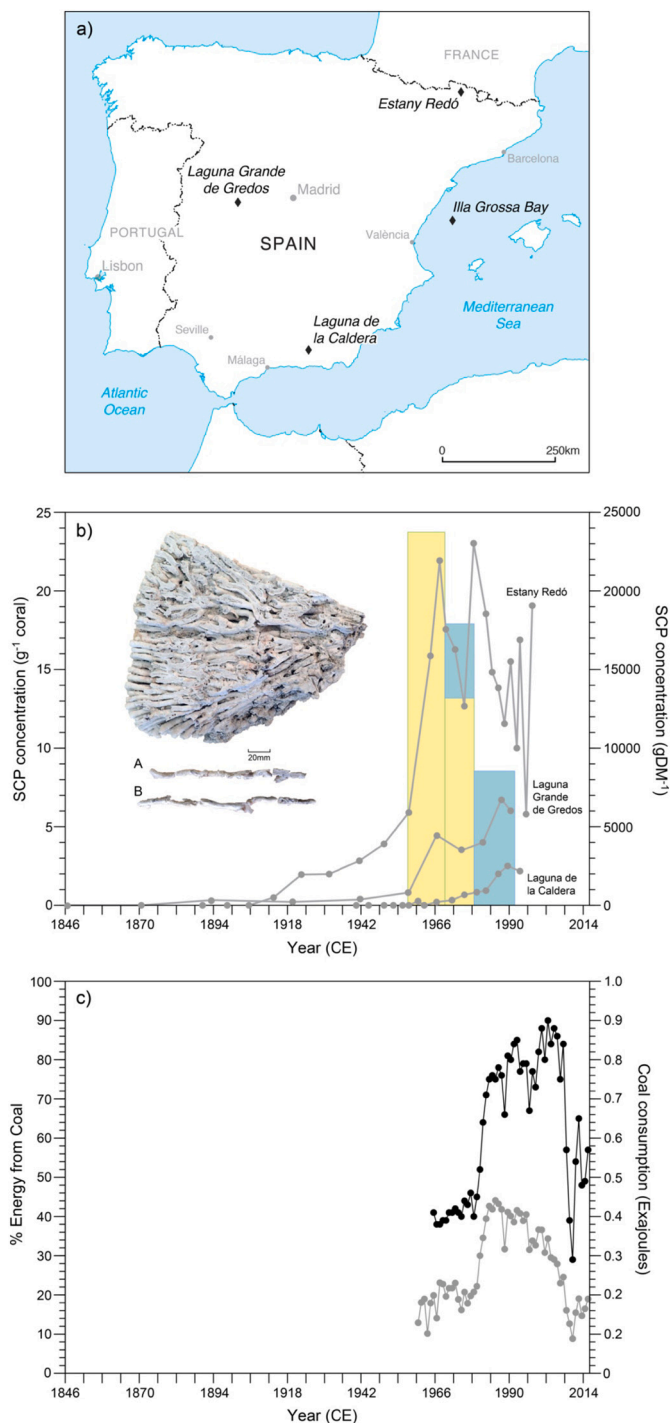 a)
FRANCE
Estany Redó
Barcelona
Laguna Grande
de Gredos
Madrid
Illa Grossa Bay
PORTUGAL
SPAIN
València
Lisbon
Mediterranean
Sea
Laguna de
la Caldera
Seville
Málaga
Atlantic
Ocean
0 250km
b)
25 20 15 10 5 0
SCP concentration (g-1 coral)
25000 20000 15000 10000 5000 0
SCP concentration (gDM-1)
Estany Redó
20mm
A
B
Laguna
Grande
de Gredos
Laguna de
la Caldera
1846 1870 1894 1918 1942 1966 1990 2014
Year (CE)
c)
100 90 80 70 60 50 40 30 20 10 0
% Energy from Coal
1.0 0.9 0.8 0.7 0.6 0.5 0.4 0.3 0.2 0.2 0.0
Coal consumption (Exajoules)
1846 1870 1894 1918 1942 1966 1990 2014
Year (CE)